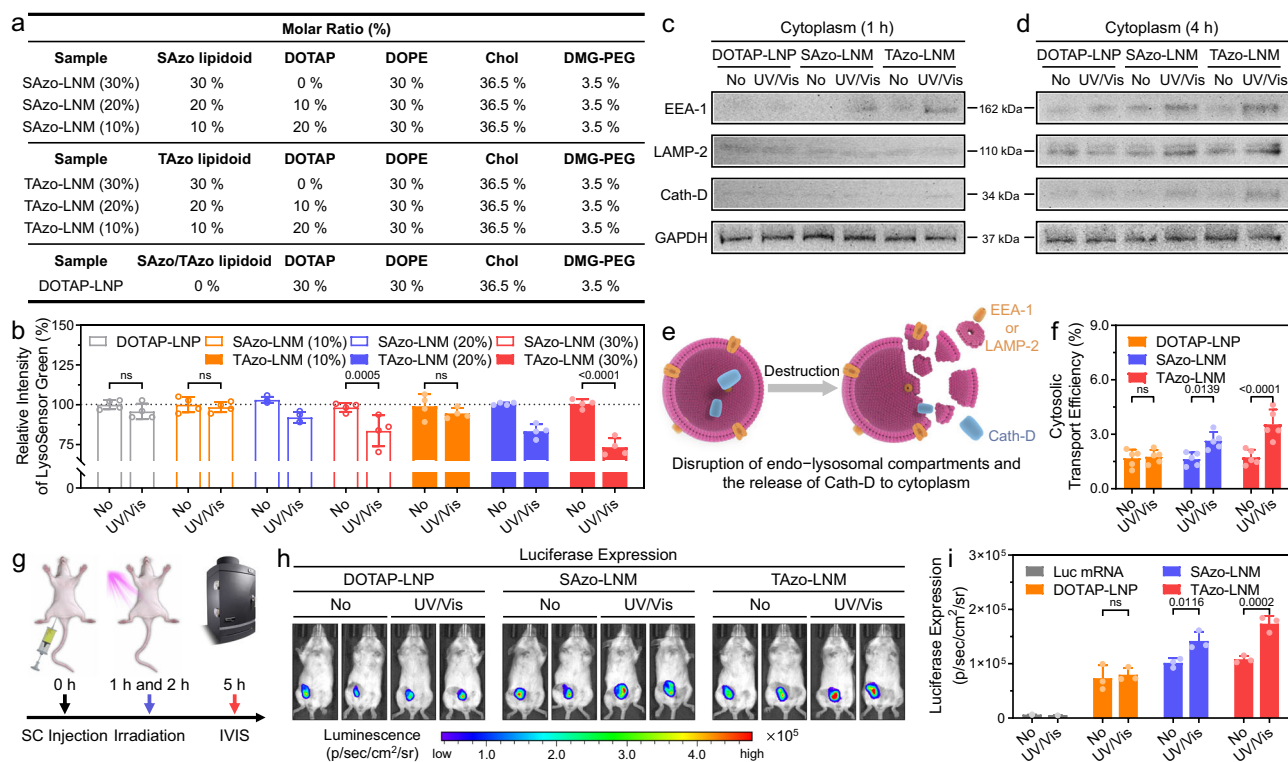 a
Molar Ratio (%)
Sample SAzo lipidoid DOTAP DOPE Chol DMG-PEG
SAzo-LNM (30%) 30 % 0 % 30 % 36.5 % 3.5 %
SAzo-LNM (20%) 20 % 10 % 30 % 36.5 % 3.5 %
SAzo-LNM (10%) 10 % 20 % 30 % 36.5 % 3.5 %
Sample TAzo lipidoid DOTAP DOPE Chol DMG-PEG
TAzo-LNM (30%) 30 % 0 % 30 % 36.5 % 3.5 %
TAzo-LNM (20%) 20 % 10 % 30 % 36.5 % 3.5 %
TAzo-LNM (10%) 10 % 20 % 30 % 36.5 % 3.5 %
Sample SAzo/TAzo lipidoid DOTAP DOPE Chol DMG-PEG
DOTAP-LNP 0 % 30 % 30 % 36.5 % 3.5 %
b
Relative Intensity
of LysoSensor Green (%)
150
100
75
0
DOTAP-LNP SAzo-LNM (10%) SAzo-LNM (20%) SAzo-LNM (30%)
TAzo-LNM (10%) TAzo-LNM (20%) TAzo-LNM (30%)
ns ns 0.0005 ns <0.0001
No UV/Vis No UV/Vis No UV/Vis No UV/Vis No UV/Vis No UV/Vis No UV/Vis
c
Cytoplasm (1 h)
DOTAP-LNP SAzo-LNM TAzo-LNM
No UV/Vis No UV/Vis No UV/Vis
EEA-1
LAMP-2
Cath-D
GAPDH
162 kDa
110 kDa
34 kDa
37 kDa
d
Cytoplasm (4 h)
DOTAP-LNP SAzo-LNM TAzo-LNM
No UV/Vis No UV/Vis No UV/Vis
e
Destruction
EEA-1
or
LAMP-2
Cath-D
Disruption of endo−lysosomal compartments and
the release of Cath-D to cytoplasm
f
Cytosolic
Transport Efficiency (%)
9.0
6.0
3.0
0.0
DOTAP-LNP
SAzo-LNM
TAzo-LNM
ns 0.0139 <0.0001
No UV/Vis No UV/Vis No UV/Vis
g
0 h 1 h and 2 h 5 h
SC Injection Irradiation IVIS
h
Luciferase Expression
DOTAP-LNP SAzo-LNM TAzo-LNM
No UV/Vis No UV/Vis No UV/Vis
Luminescence
(p/sec/cm²/sr)
low 1.0 2.0 3.0 4.0 high
×10⁵
i
Luciferase Expression
(p/sec/cm²/sr)
3×10⁵
2×10⁵
1×10⁵
0
Luc mRNA SAzo-LNM
DOTAP-LNP TAzo-LNM
ns 0.0116 0.0002
No UV/Vis No UV/Vis No UV/Vis No UV/Vis